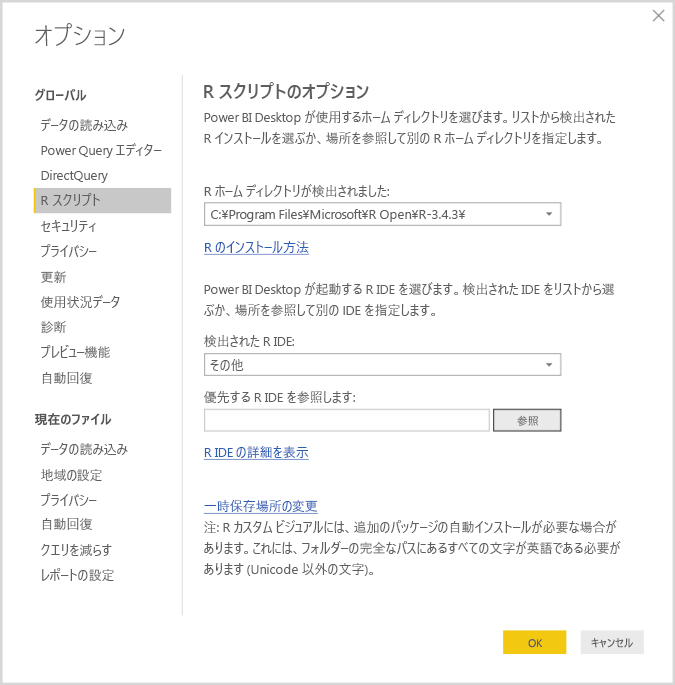 オプション
グローバル
データの読み込み
Power Query エディター
DirectQuery
R スクリプト
セキュリティ
プライバシー
更新
使用状況データ
診断
プレビュー機能
自動回復
現在のファイル
データの読み込み
地域の設定
プライバシー
自動回復
クエリを減らす
レポートの設定
R スクリプトのオプション
Power BI Desktop が使用するホーム ディレクトリを選びます。リストから検出された
R インストールを選ぶか、場所を参照して別の R ホーム ディレクトリを指定します。
R ホーム ディレクトリが検出されました:
C:¥Program Files¥Microsoft¥R Open¥R-3.4.3¥
R のインストール方法
Power BI Desktop が起動する R IDE を選びます。検出された IDE をリストから選
ぶか、場所を参照して別の IDE を指定します。
検出された R IDE:
その他
優先する R IDE を参照します:
参照
R IDE の詳細を表示
一時保存場所の変更
注: R カスタム ビジュアルには、追加のパッケージの自動インストールが必要な場合が
あります。これには、フォルダーの完全なパスにあるすべての文字が英語である必要が
あります (Unicode 以外の文字)。
OK
キャンセル